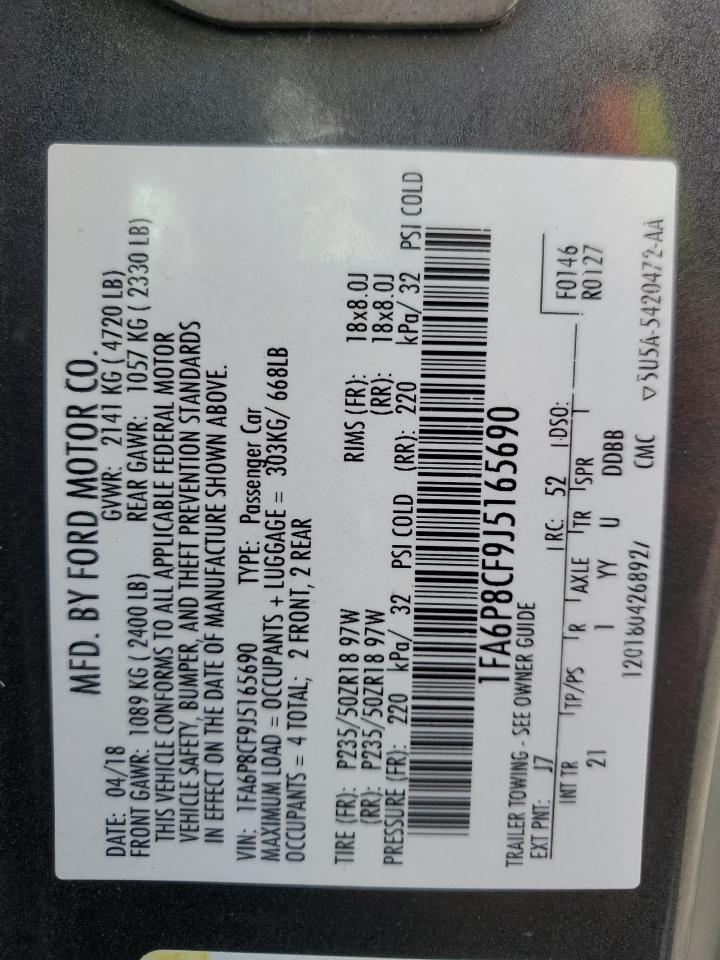 MFD. BY FORD MOTOR CO.
DATE: 04/18 GVWR: 2141 KG ( 4720 LB)
FRONT GAWR: 1089 KG ( 2400 LB) REAR GAWR: 1057 KG ( 2330 LB)
THIS VEHICLE CONFORMS TO ALL APPLICABLE FEDERAL MOTOR
VEHICLE SAFETY, BUMPER, AND THEFT PREVENTION STANDARDS
IN EFFECT ON THE DATE OF MANUFACTURE SHOWN ABOVE.
VIN: 1FA6P8CF9J5165690 TYPE: Passenger Car
MAXIMUM LOAD = OCCUPANTS + LUGGAGE = 303KG/ 668LB
OCCUPANTS = 4 TOTAL; 2 FRONT, 2 REAR
TIRE (FR): P235/50ZR18 97W RIMS (FR): 18x8.0J
(RR): P235/50ZR18 97W (RR): 18x8.0J
PRESSURE (FR): 220 kPa/ 32 PSI COLD (RR): 220 kPa/ 32 PSI COLD
1FA6P8CF9J5165690
TRAILER TOWING - SEE OWNER GUIDE
EXT PNT: J7 RC: 52 DSO: F0146
INT TR TP/PS R AXLE TR SPR R0127
21 1 YY U DDBB
1201804268927 CMC ▽5U5A-5420472-AA